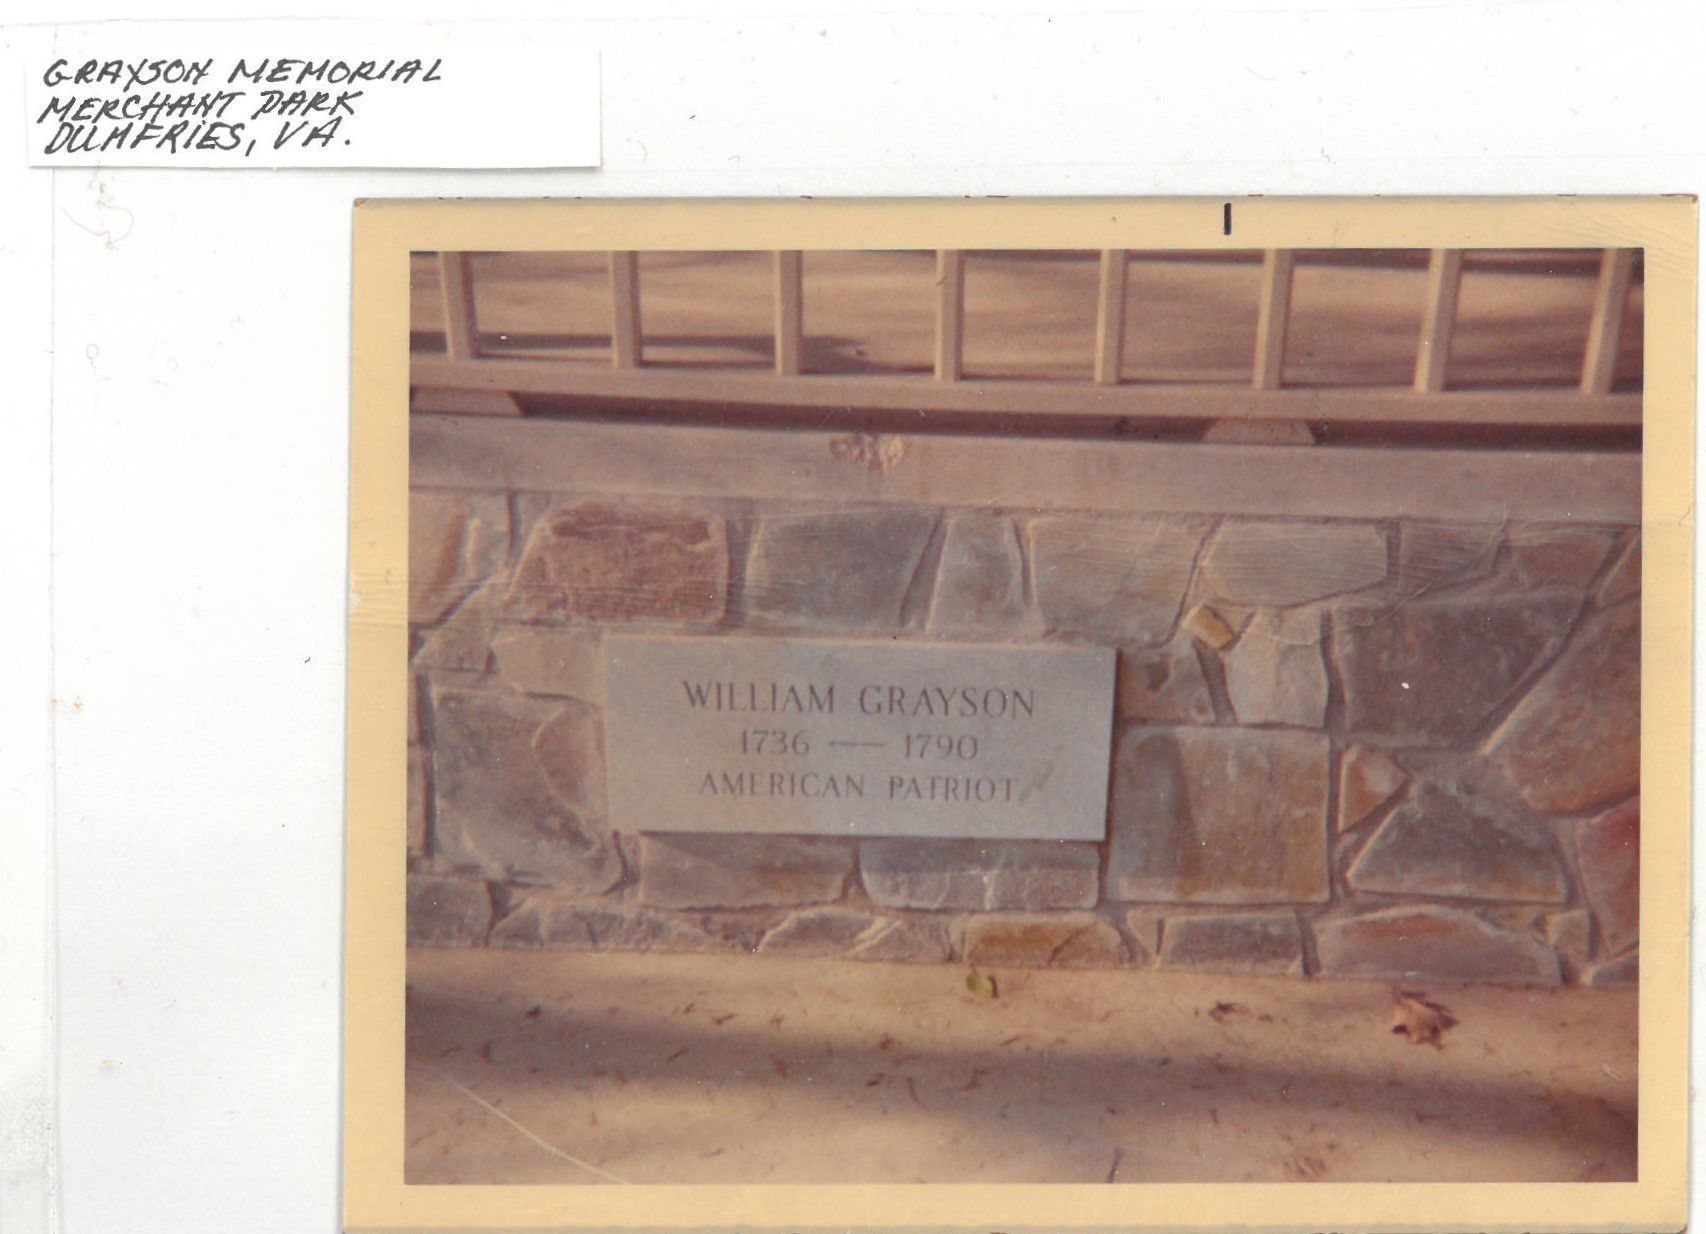 GRAYSON MEMORIAL
MERCHANT PARK
DUMFRIES, VA.
WILLIAM GRAYSON
1736 — 1790
AMERICAN PATRIOT